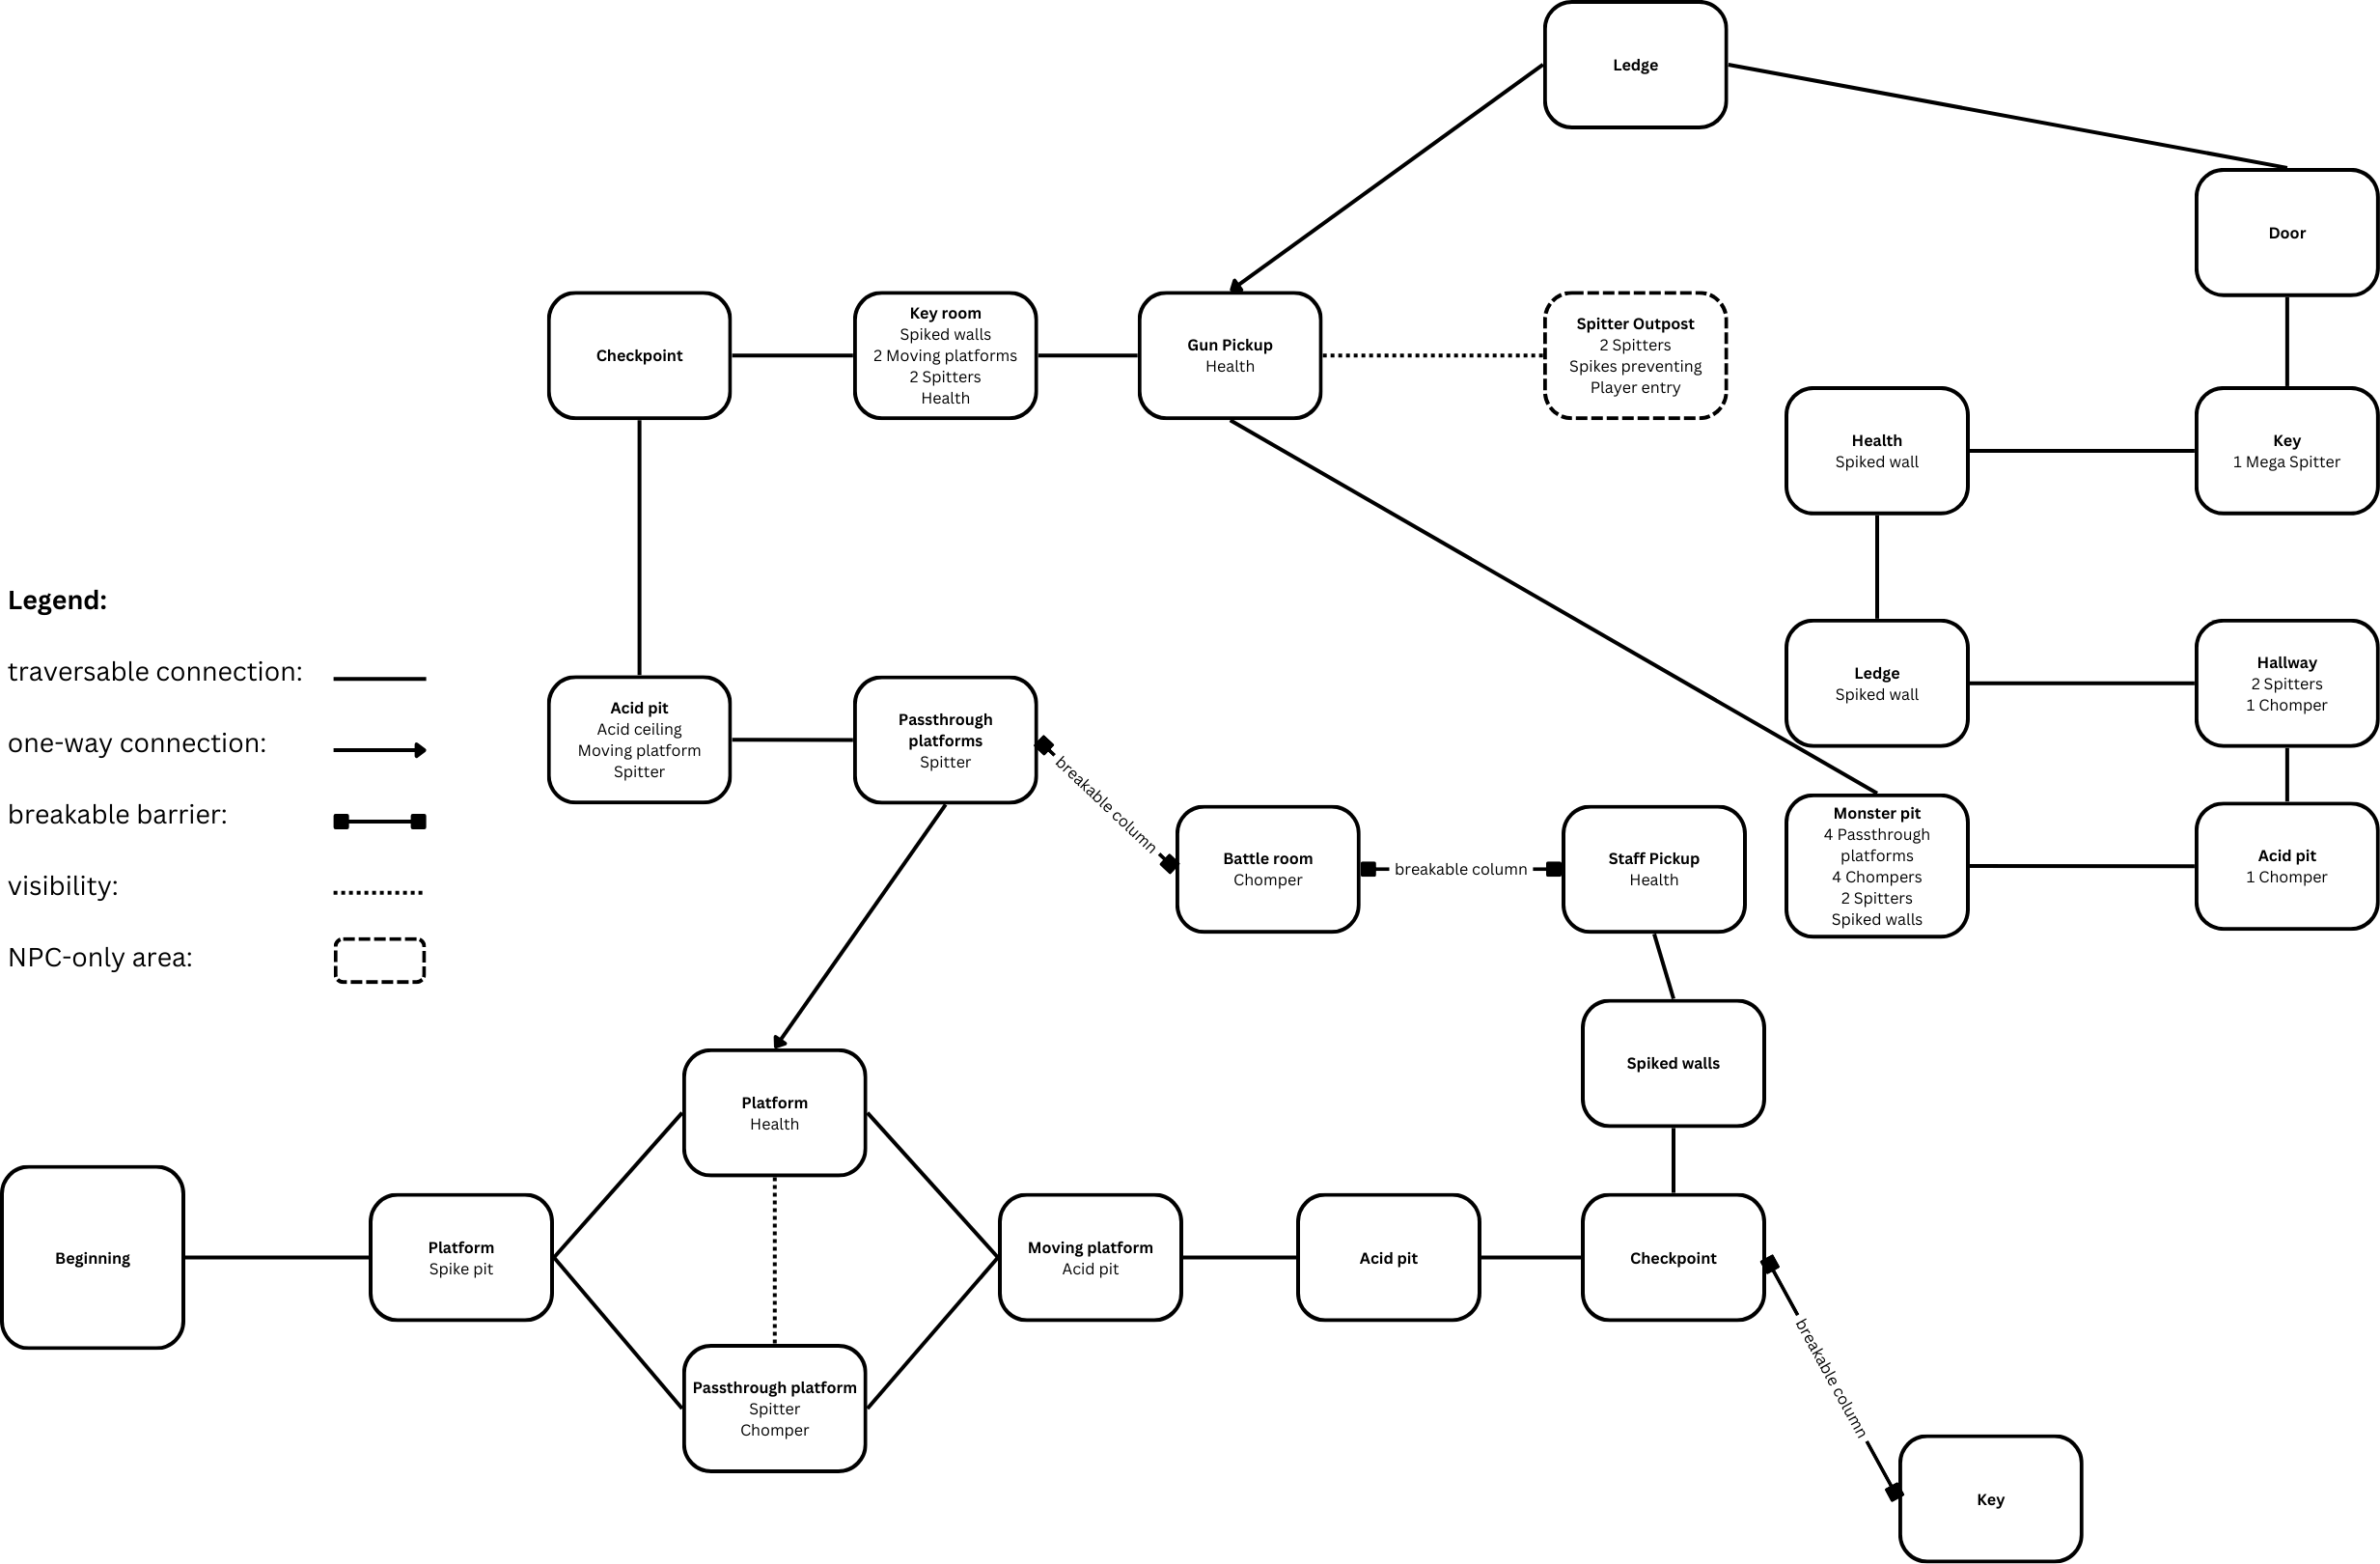 Ledge
Door
Checkpoint
Key room
Spiked walls
2 Moving platforms
2 Spitters
Health
Gun Pickup
Health
Spitter Outpost
2 Spitters
Spikes preventing
Player entry
Health
Spiked wall
Key
1 Mega Spitter
Legend:
traversable connection:
one-way connection:
breakable barrier:
visibility:
NPC-only area:
Acid pit
Acid ceiling
Moving platform
Spitter
Passthrough
platforms
Spitter
breakable column
Battle room
Chomper
breakable column
Staff Pickup
Health
Ledge
Spiked wall
Hallway
2 Spitters
1 Chomper
Monster pit
4 Passthrough
platforms
4 Chompers
2 Spitters
Spiked walls
Acid pit
1 Chomper
Spiked walls
Platform
Health
Beginning
Platform
Spike pit
Moving platform
Acid pit
Acid pit
Checkpoint
breakable column
Passthrough platform
Spitter
Chomper
Key